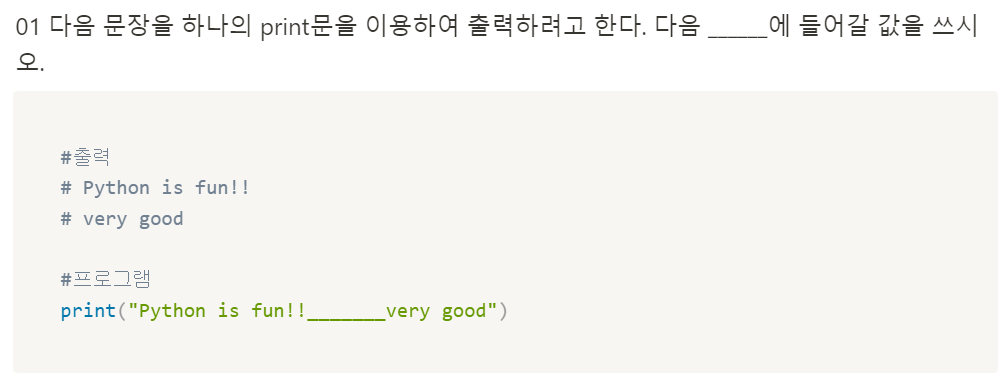 01 다음 문장을 하나의 print문을 이용하여 출력하려고 한다. 다음 ______에 들어갈 값을 쓰시
오.
#출력
# Python is fun!!
# very good
#프로그램
print("Python is fun!!_______very good")